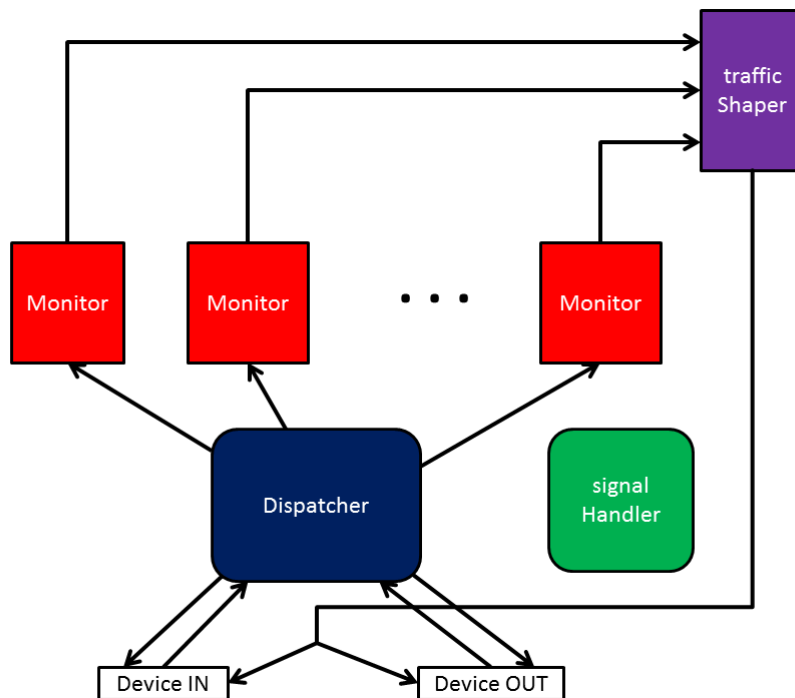 traffic
Shaper
Monitor
Monitor
. . .
Monitor
Dispatcher
signal
Handler
Device IN
Device OUT